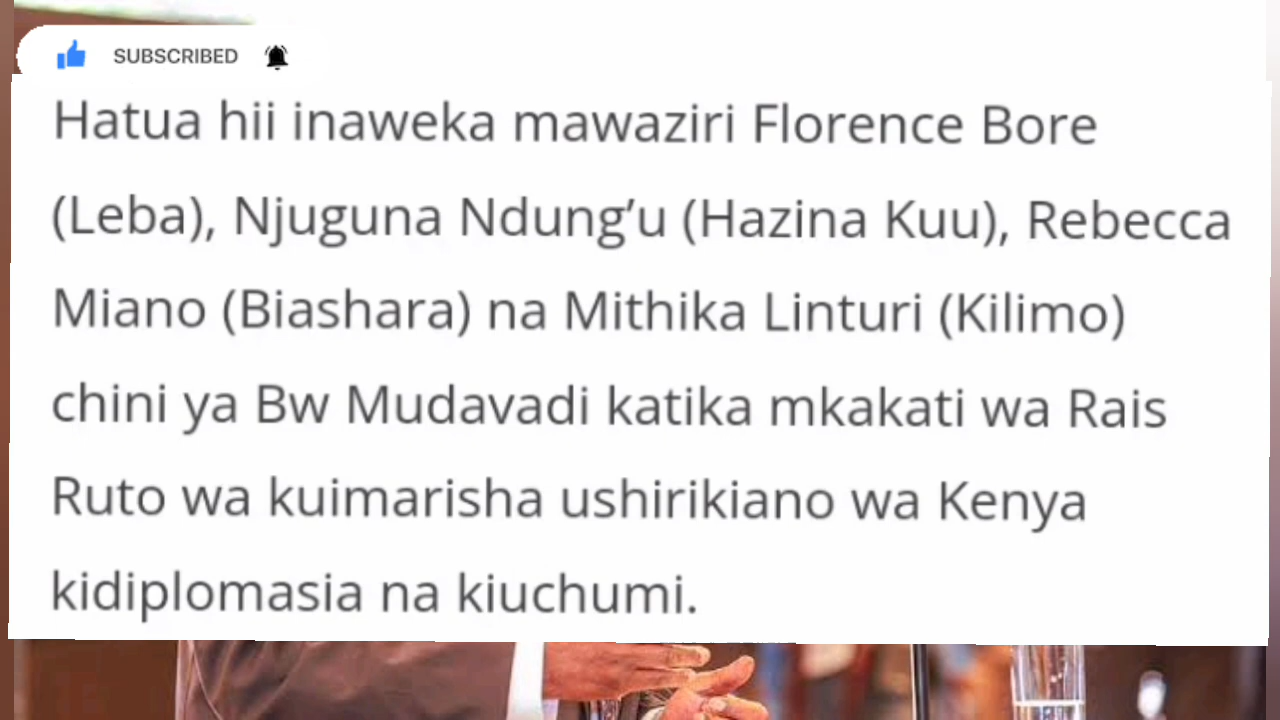 SUBSCRIBED
Hatua hii inaweka mawaziri Florence Bore
(Leba), Njuguna Ndung’u (Hazina Kuu), Rebecca
Miano (Biashara) na Mithika Linturi (Kilimo)
chini ya Bw Mudavadi katika mkakati wa Rais
Ruto wa kuimarisha ushirikiano wa Kenya
kidiplomasia na kiuchumi.